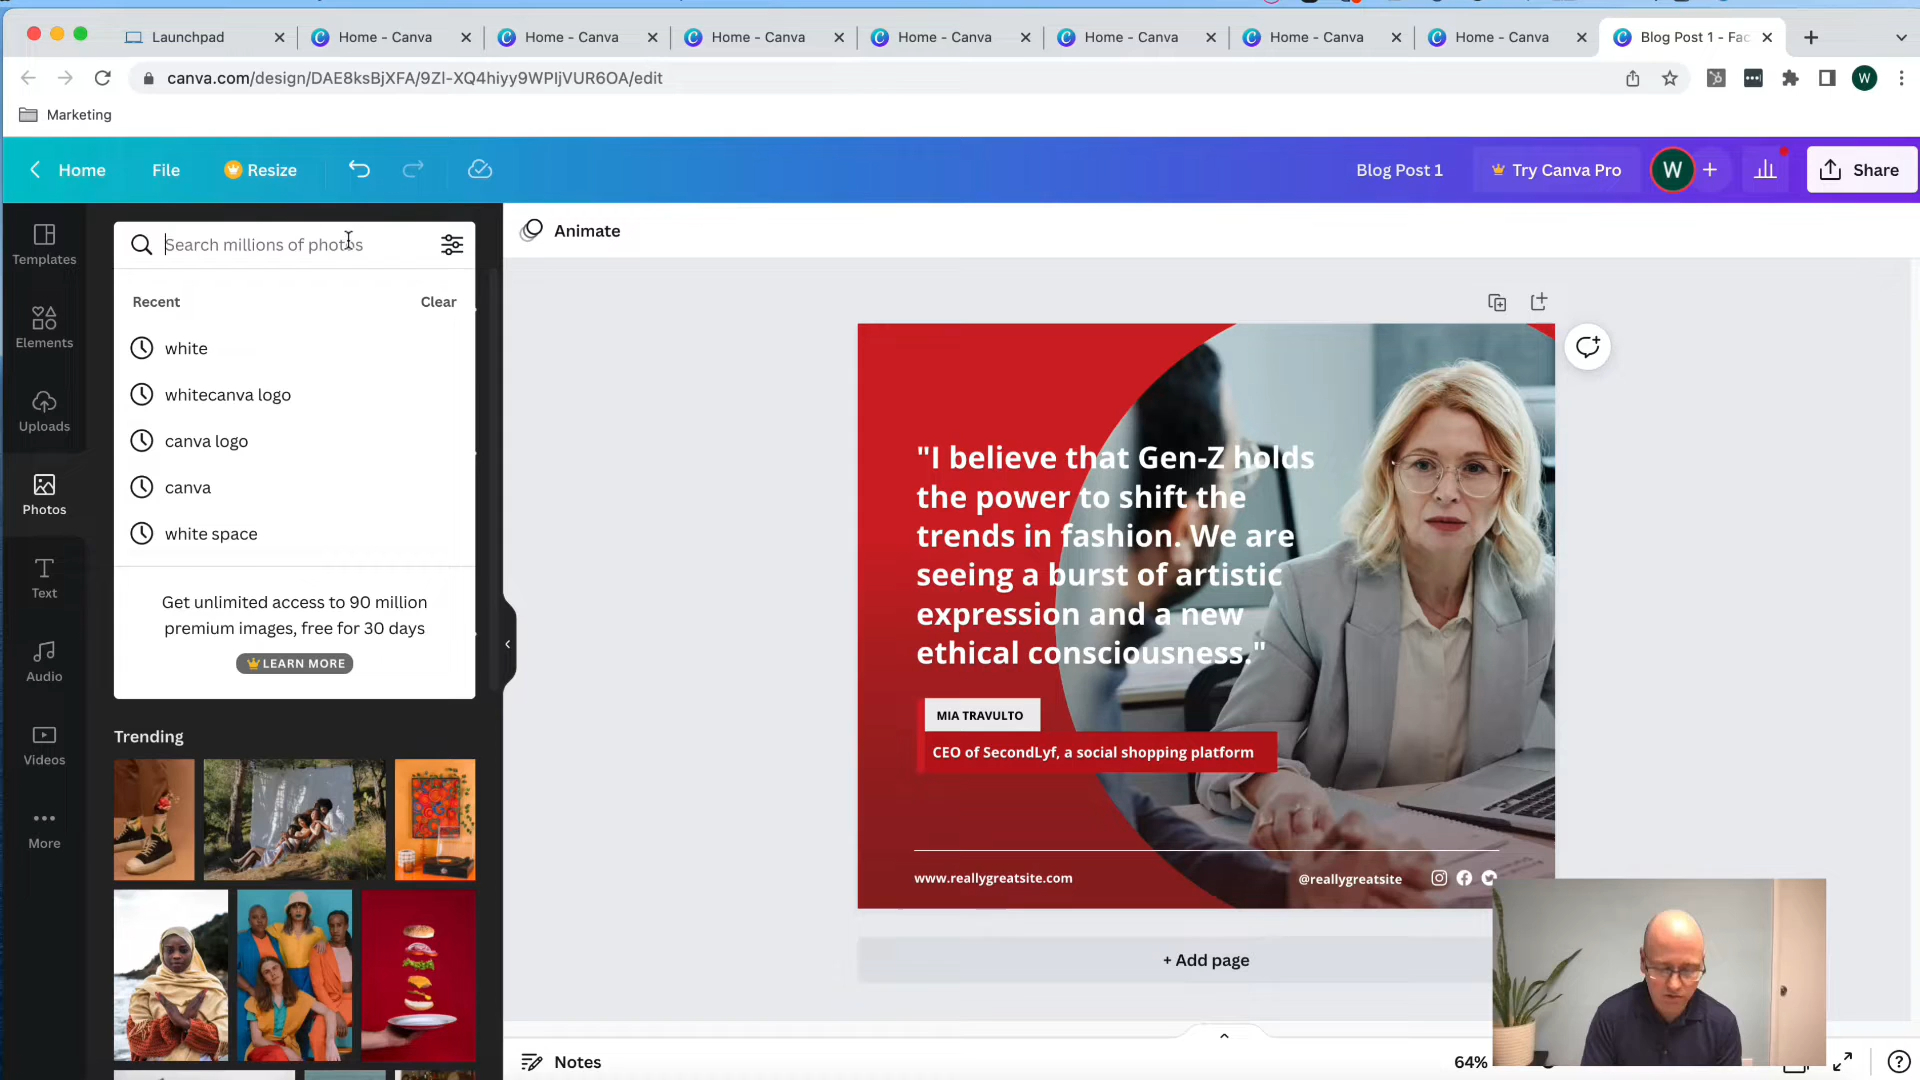 Launchpad
Home - Canva
Home - Canva
Home - Canva
Home - Canva
Home - Canva
Home - Canva
Home - Canva
Blog Post 1 - Fac
canva.com/design/DAE8ksBjXFA/9Zl-XQ4hiyy9WPIjVUR6OA/edit
W
Marketing
Home
File
Resize
Blog Post 1
Try Canva Pro
W
Share
Templates
Elements
Uploads
Photos
Text
Audio
Videos
More
Search millions of photos
Recent
Clear
white
whitecanva logo
canva logo
canva
white space
Get unlimited access to 90 million
premium images, free for 30 days
LEARN MORE
Trending
Animate
"I believe that Gen-Z holds
the power to shift the
trends in fashion. We are
seeing a burst of artistic
expression and a new
ethical consciousness."
MIA TRAVULTO
CEO of SecondLyf, a social shopping platform
www.reallygreatsite.com
@reallygreatsite
+ Add page
Notes
64%